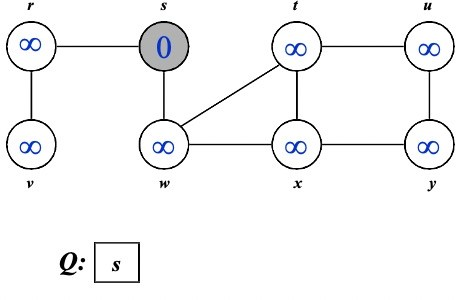 r s t u
∞ 0 ∞ ∞
∞ ∞ ∞ ∞
v w x y
Q: s